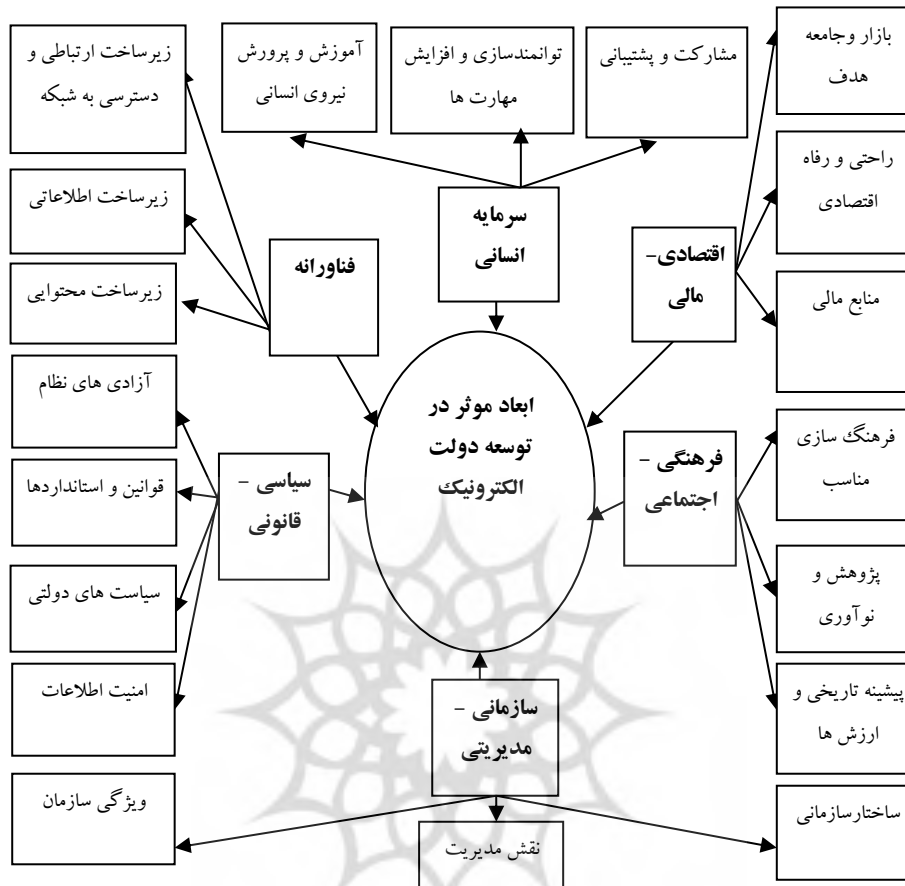 بازار وجامعه
هدف
راحتی و رفاه
اقتصادی
منابع مالی
اقتصادی-
مالی
مشارکت و پشتیبانی
توانمندسازی و افزایش
مهارت ها
آموزش و پرورش
نیروی انسانی
سرمایه
انسانی
زیرساخت ارتباطی و
دسترسی به شبکه
زیرساخت اطلاعاتی
زیرساخت محتوایی
فناورانه
ابعاد موثر در
توسعه دولت
الکترونیک
فرهنگی -
اجتماعی
فرهنگ سازی
مناسب
پژوهش و
نوآوری
پیشینه تاریخی و
ارزش ها
سیاسی -
قانونی
آزادی های نظام
قوانین و استانداردها
سیاست های دولتی
امنیت اطلاعات
سازمانی -
مدیریتی
ساختارسازمانی
نقش مدیریت
ویژگی سازمان